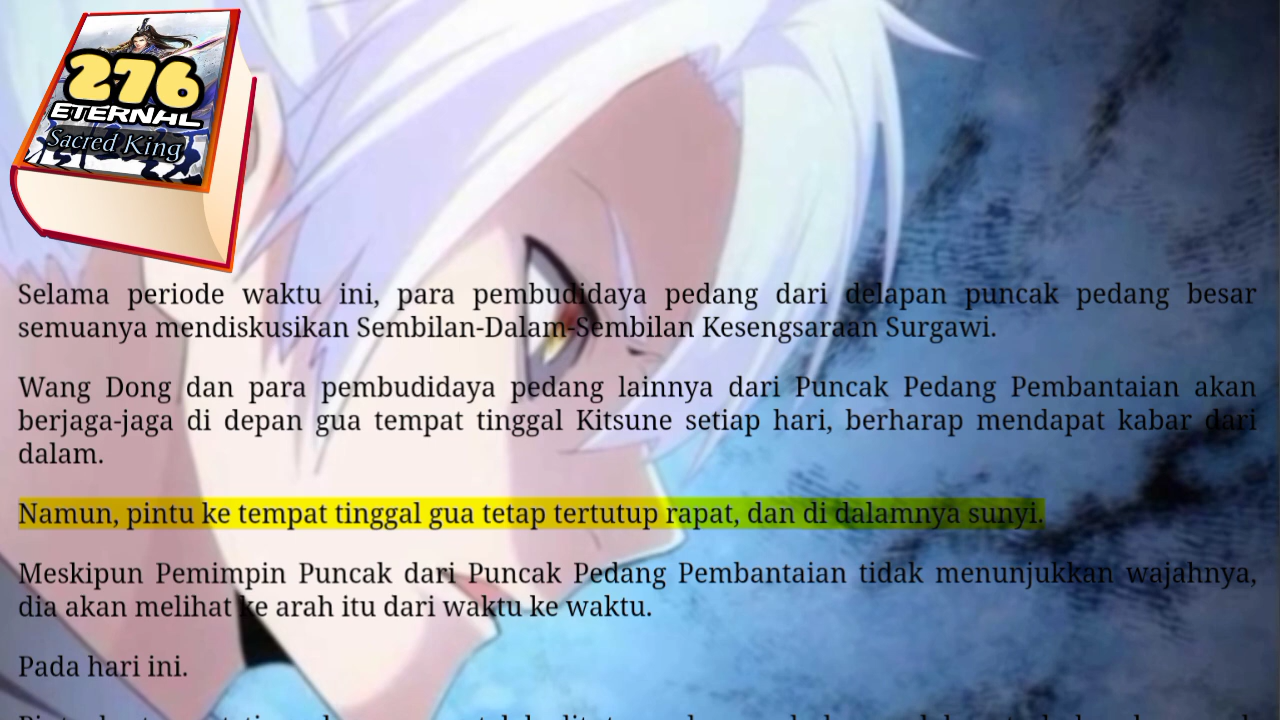 276
ETERNAL
Sacred King
Selama periode waktu ini, para pembudidaya pedang dari delapan puncak pedang besar
semuanya mendiskusikan Sembilan-Dalam-Sembilan Kesengsaraan Surgawi.
Wang Dong dan para pembudidaya pedang lainnya dari Puncak Pedang Pembantaian akan
berjaga-jaga di depan gua tempat tinggal Kitsune setiap hari, berharap mendapat kabar dari
dalam.
Namun, pintu ke tempat tinggal gua tetap tertutup rapat, dan di dalamnya sunyi.
Meskipun Pemimpin Puncak dari Puncak Pedang Pembantaian tidak menunjukkan wajahnya,
dia akan melihat ke arah itu dari waktu ke waktu.
Pada hari ini.